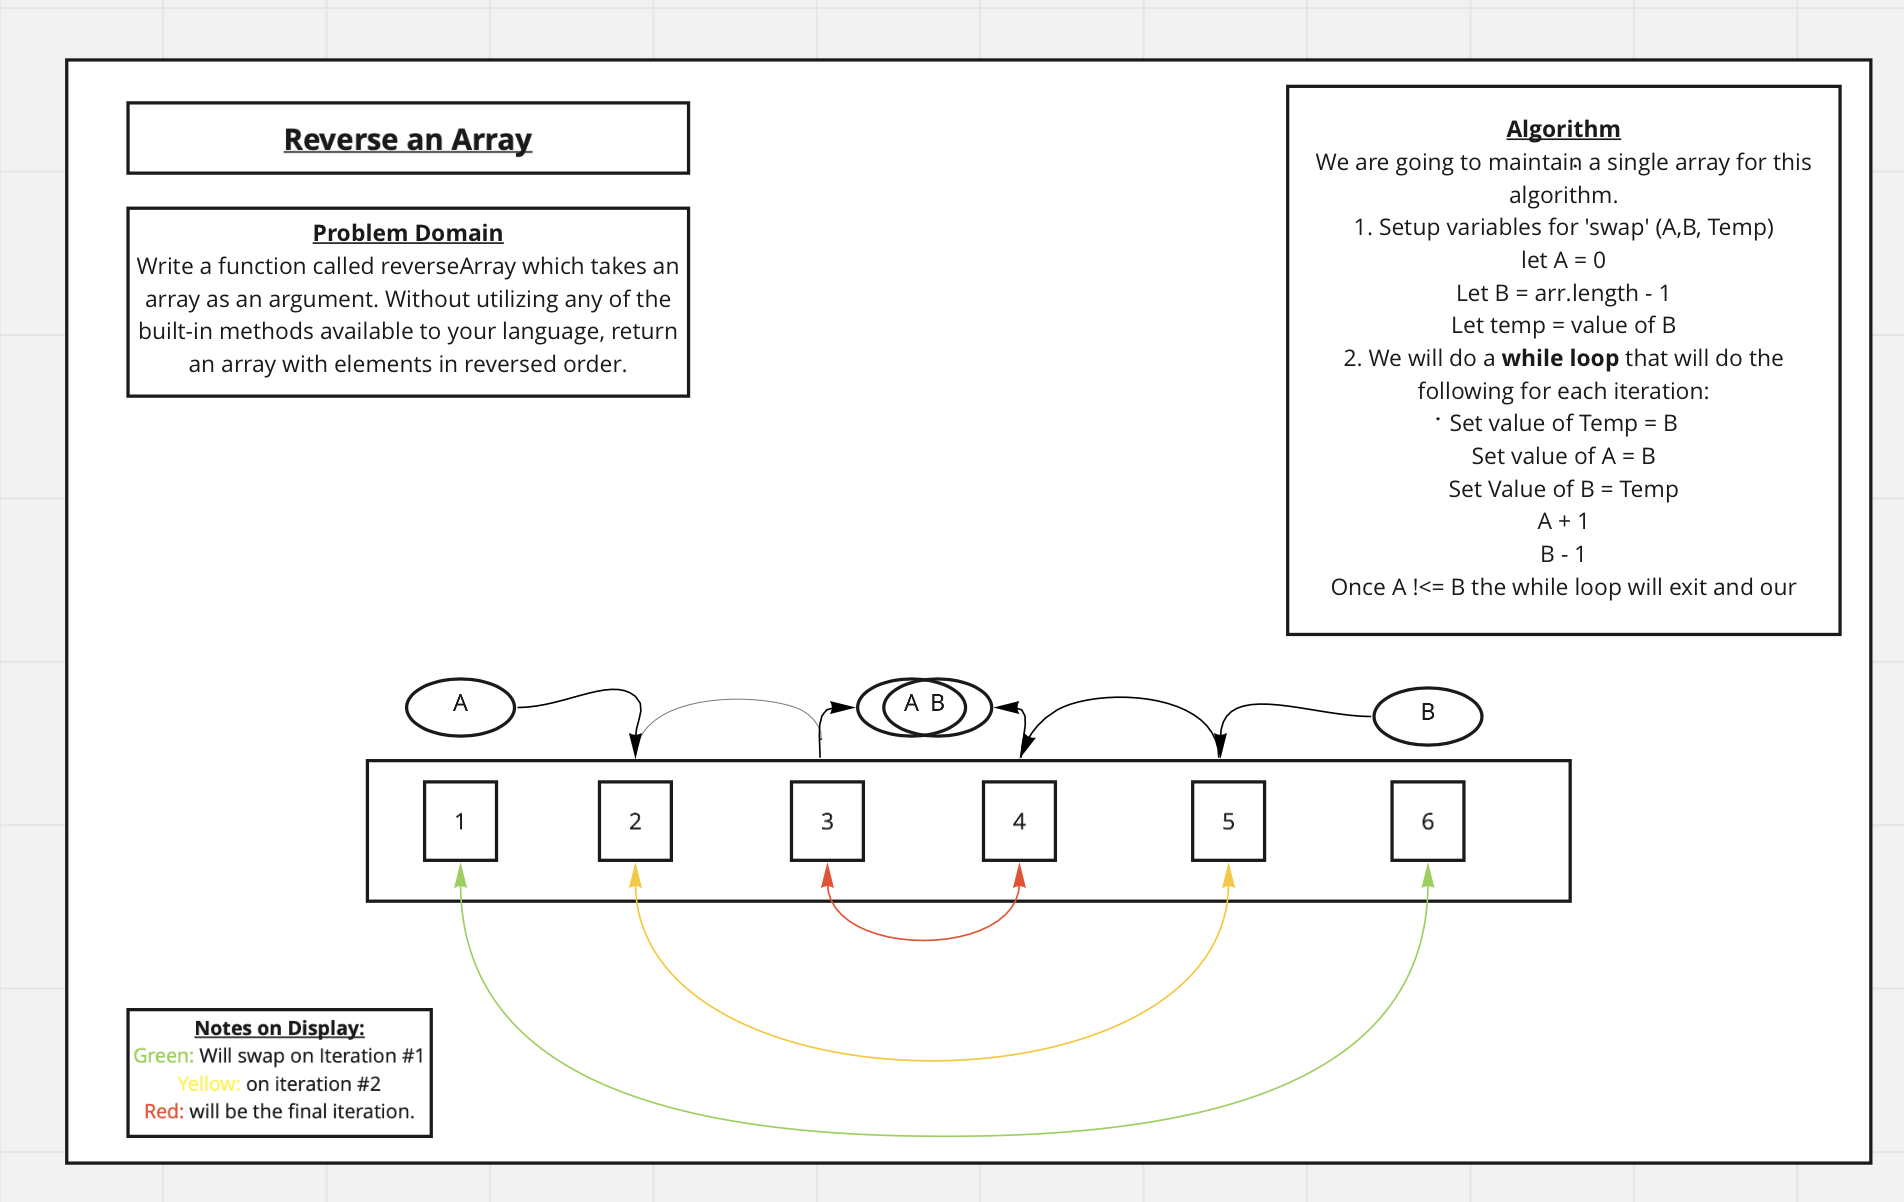 Reverse an Array
Problem Domain
Write a function called reverseArray which takes an
array as an argument. Without utilizing any of the
built-in methods available to your language, return
an array with elements in reversed order.
Algorithm
We are going to maintain a single array for this
algorithm.
1. Setup variables for 'swap' (A,B, Temp)
let A = 0
Let B = arr.length - 1
Let temp = value of B
2. We will do a while loop that will do the
following for each iteration:
Set value of Temp = B
Set value of A = B
Set Value of B = Temp
A + 1
B - 1
Once A !<= B the while loop will exit and our
A
A B
B
1
2
3
4
5
6
Notes on Display:
Green: Will swap on Iteration #1
Yellow: on iteration #2
Red: will be the final iteration.